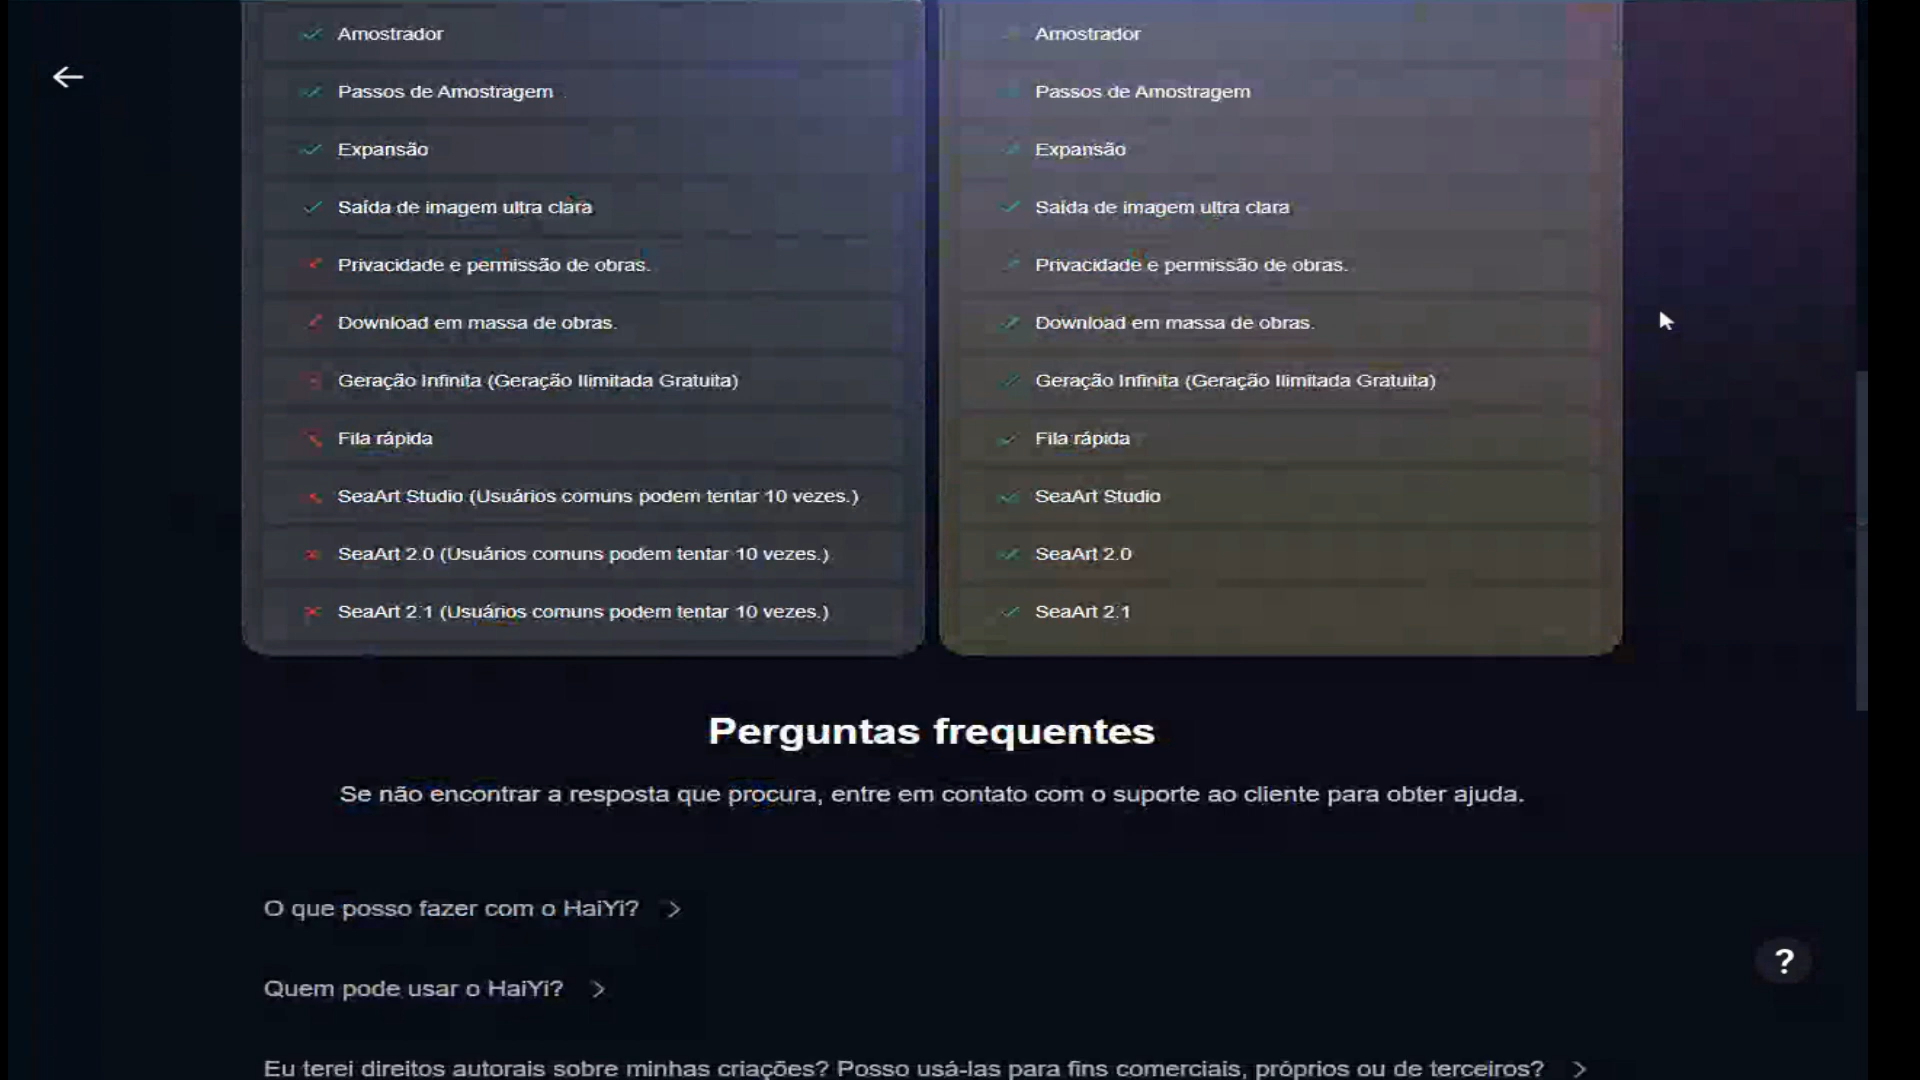 Amostrador
Passos de Amostragem
Expansão
Saída de imagem ultra clara
Privacidade e permissão de obras.
Download em massa de obras.
Geração Infinita (Geração Ilimitada Gratuita)
Fila rápida
SeaArt Studio (Usuários comuns podem tentar 10 vezes.)
SeaArt 2.0 (Usuários comuns podem tentar 10 vezes.)
SeaArt 2.1 (Usuários comuns podem tentar 10 vezes.)
Amostrador
Passos de Amostragem
Expansão
Saída de imagem ultra clara
Privacidade e permissão de obras.
Download em massa de obras.
Geração Infinita (Geração Ilimitada Gratuita)
Fila rápida
SeaArt Studio
SeaArt 2.0
SeaArt 2.1
Perguntas frequentes
Se não encontrar a resposta que procura, entre em contato com o suporte ao cliente para obter ajuda.
O que posso fazer com o HaiYi?
Quem pode usar o HaiYi?
Eu terei direitos autorais sobre minhas criações? Posso usá-las para fins comerciais, próprios ou de terceiros?
?